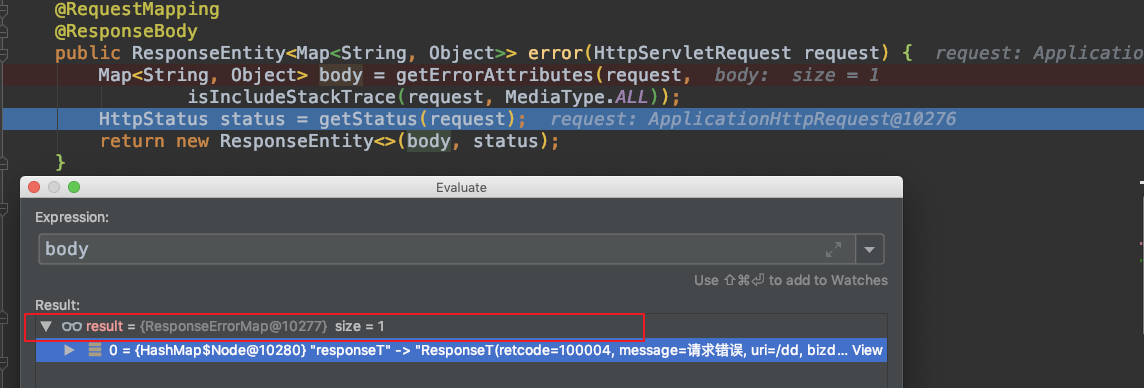 @RequestMapping
@ResponseBody
public ResponseEntity<Map<String, Object>> error(HttpServletRequest request) { request: Applicatio
Map<String, Object> body = getErrorAttributes(request, body: size = 1
isIncludeStackTrace(request, MediaType.ALL));
HttpStatus status = getStatus(request); request: ApplicationHttpRequest@10276
return new ResponseEntity<>(body, status);
}
Evaluate
Expression:
body
Use ⇧⌘⏎ to add to Watches
Result:
result = {ResponseErrorMap@10277} size = 1
0 = {HashMap$Node@10280} "responseT" -> "ResponseT(retcode=100004, message=请求错误, uri=/dd, bizd... View